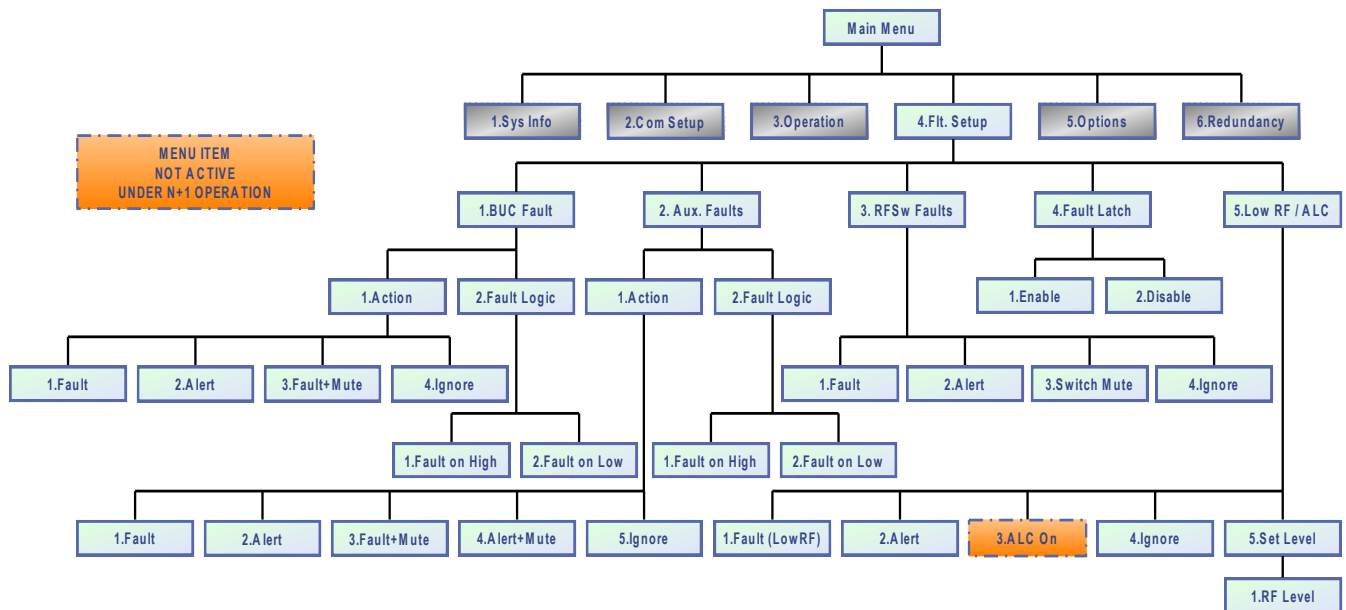 Main Menu
1.Sys Info
2.Com Setup
3.Operation
4.Flt. Setup
5.Options
6.Redundancy
MENU ITEM
NOT ACTIVE
UNDER N+1 OPERATION
1.BUC Fault
2. Aux. Faults
3. RFSw Faults
4.Fault Latch
5.Low RF / ALC
1.Action
2.Fault Logic
1.Action
2.Fault Logic
1.Enable
2.Disable
1.Fault
2.Alert
3.Fault+Mute
4.Ignore
1.Fault
2.Alert
3.Switch Mute
4.Ignore
1.Fault on High
2.Fault on Low
1.Fault on High
2.Fault on Low
1.Fault
2.Alert
3.Fault+Mute
4.Alert+Mute
5.Ignore
1.Fault (LowRF)
2.Alert
3.ALC On
4.Ignore
5.Set Level
1.RF Level